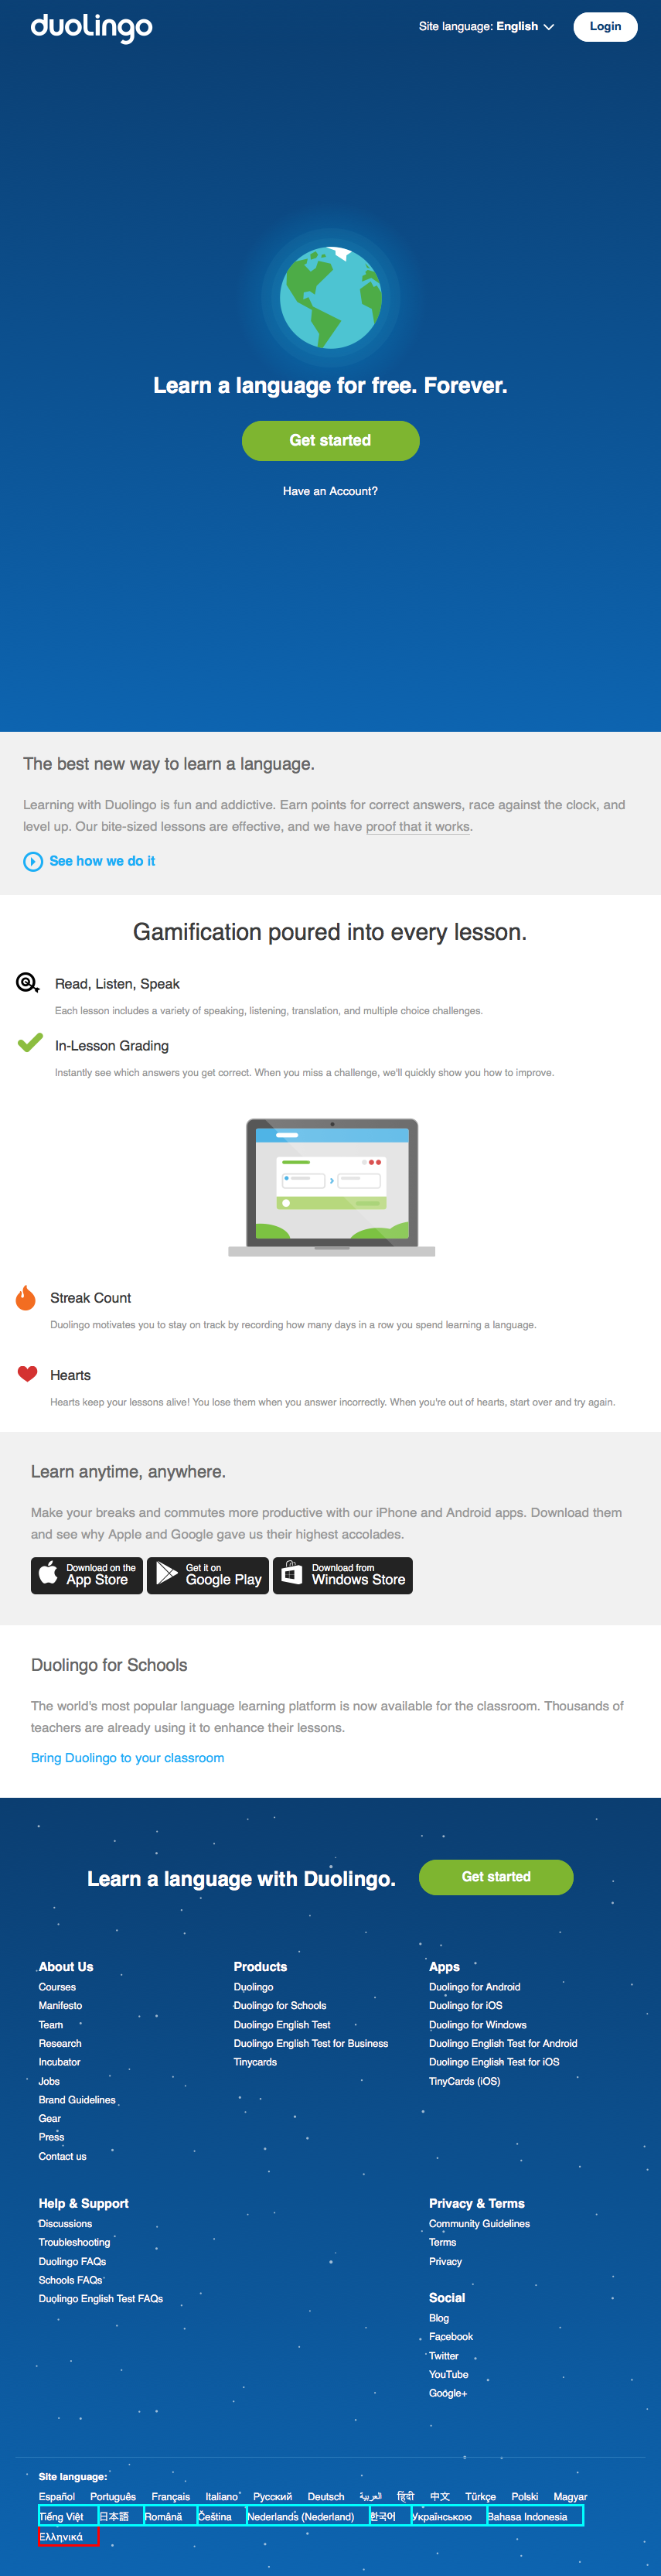 duolingo
Site language: English
Login
Learn a language for free. Forever.
Get started
Have an Account?
The best new way to learn a language.
Learning with Duolingo is fun and addictive. Earn points for correct answers, race against the clock, and
level up. Our bite-sized lessons are effective, and we have proof that it works.
See how we do it
Gamification poured into every lesson.
Read, Listen, Speak
Each lesson includes a variety of speaking, listening, translation, and multiple choice challenges.
In-Lesson Grading
Instantly see which answers you get correct. When you miss a challenge, we'll quickly show you how to improve.
Streak Count
Duolingo motivates you to stay on track by recording how many days in a row you spend learning a language.
Hearts
Hearts keep your lessons alive! You lose them when you answer incorrectly. When you're out of hearts, start over and try again.
Learn anytime, anywhere.
Make your breaks and commutes more productive with our iPhone and Android apps. Download them
and see why Apple and Google gave us their highest accolades.
Download on the
App Store
Get it on
Google Play
Download from
Windows Store
Duolingo for Schools
The world's most popular language learning platform is now available for the classroom. Thousands of
teachers are already using it to enhance their lessons.
Bring Duolingo to your classroom
Learn a language with Duolingo.
Get started
About Us
Courses
Manifesto
Team
Research
Incubator
Jobs
Brand Guidelines
Gear
Press
Contact us
Products
Duolingo
Duolingo for Schools
Duolingo English Test
Duolingo English Test for Business
Tinycards
Apps
Duolingo for Android
Duolingo for iOS
Duolingo for Windows
Duolingo English Test for Android
Duolingo English Test for iOS
TinyCards (iOS)
Help & Support
Discussions
Troubleshooting
Duolingo FAQs
Schools FAQs
Duolingo English Test FAQs
Privacy & Terms
Community Guidelines
Terms
Privacy
Social
Blog
Facebook
Twitter
YouTube
Google+
Site language:
Español Português Français Italiano Русский Deutsch العربية हिंदी 中文 Türkçe Polski Magyar
Tiếng Việt 日本語 Română Čeština Nederlands (Nederland) 한국어 Українською Bahasa Indonesia
Ελληνικά